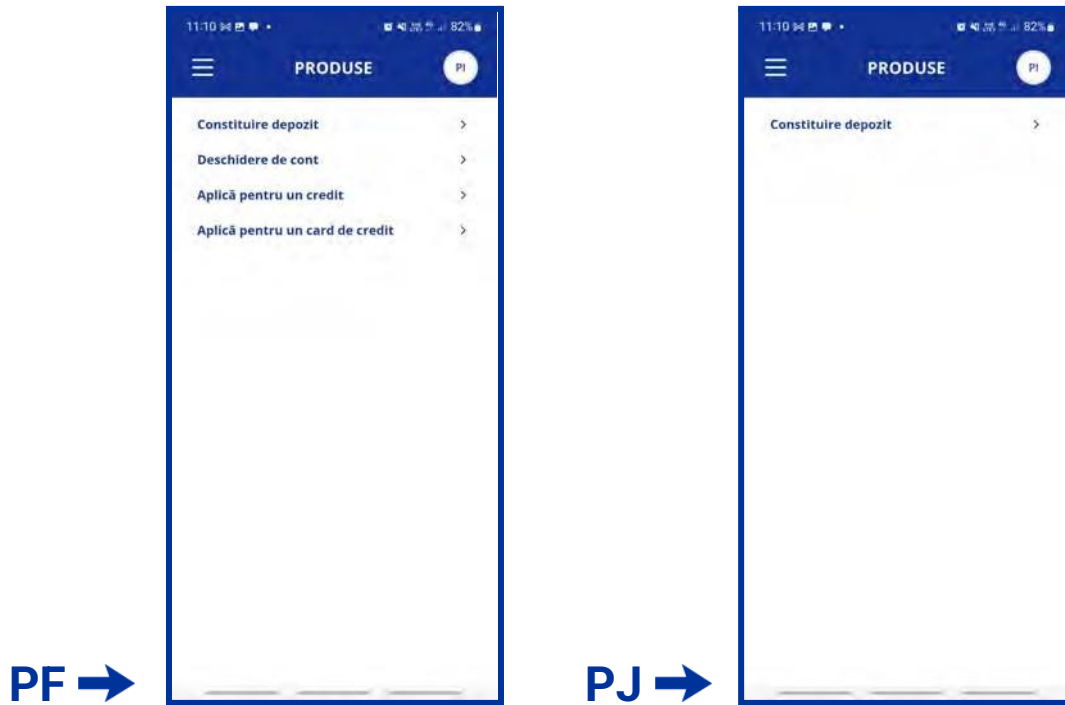 11:10
82%
PRODUSE
PI
Constituire depozit
Deschidere de cont
Aplică pentru un credit
Aplică pentru un card de credit
PF
11:10
82%
PRODUSE
PI
Constituire depozit
PJ